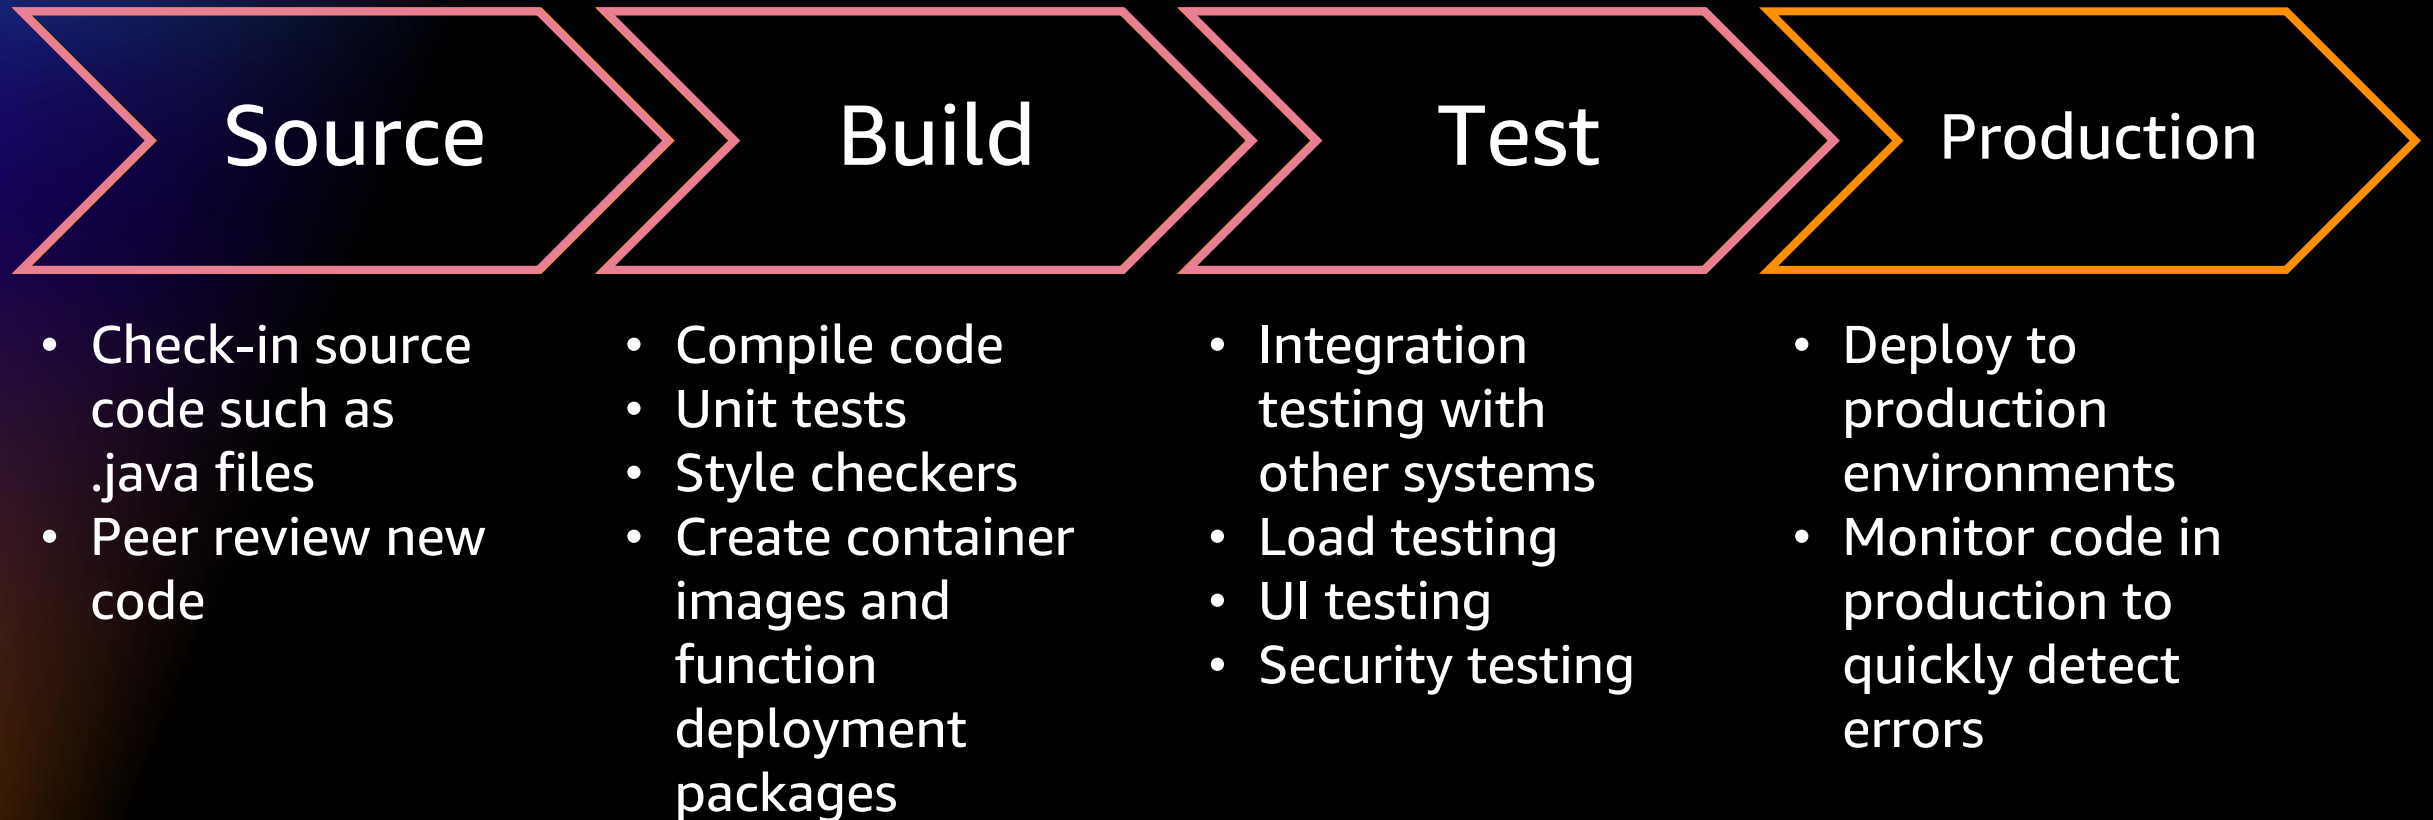 Source
Build
Test
Production
• Check-in source
code such as
.java files
• Peer review new
code
• Compile code
• Unit tests
• Style checkers
• Create container
images and
function
deployment
packages
• Integration
testing with
other systems
• Load testing
• UI testing
• Security testing
• Deploy to
production
environments
• Monitor code in
production to
quickly detect
errors